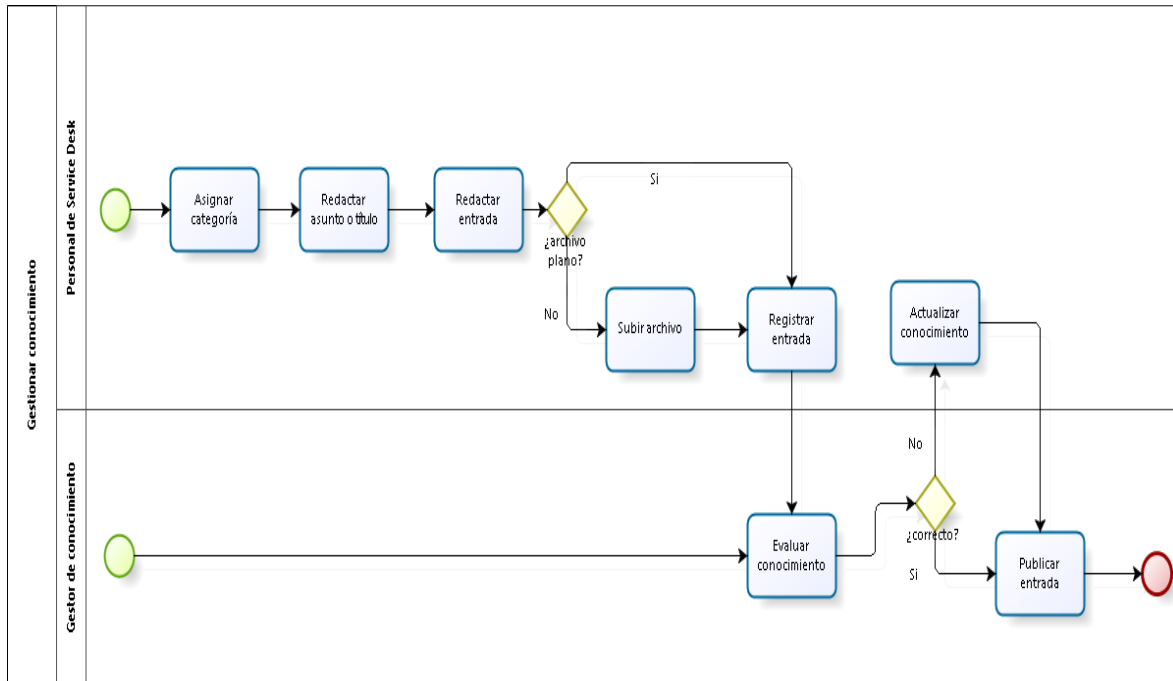 Gestionar conocimiento
Personal de Service Desk
Asignar
categoría
Redactar
asunto o título
Redactar
entrada
Si
¿archivo
plano?
No
Subir archivo
Registrar
entrada
Actualizar
conocimiento
Gestor de conocimiento
No
Evaluar
conocimiento
¿correcto?
Si
Publicar
entrada